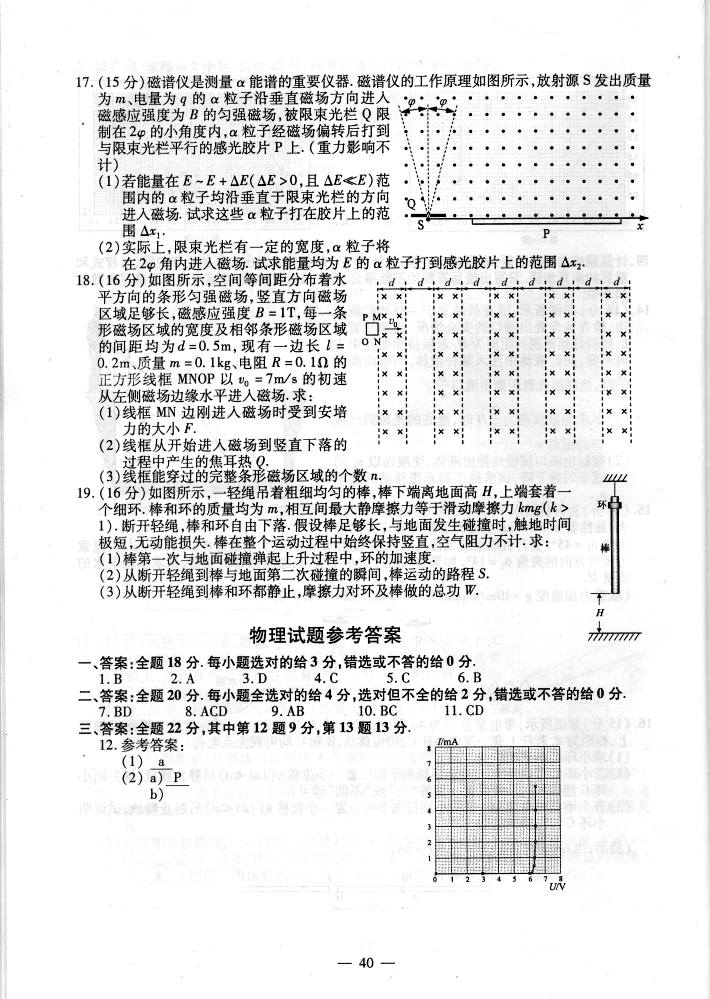 17.(15分)磁谱仪是测量α能谱的重要仪器.磁谱仪的工作原理如图所示,放射源S发出质量
为m、电量为q的α粒子沿垂直磁场方向进入
磁感应强度为B的匀强磁场,被限束光栏Q限
制在2φ的小角度内,α粒子经磁场偏转后打到
与限束光栏平行的感光胶片P上.(重力影响不
计)
(1)若能量在E~E+ΔE(ΔE>0,且ΔE≪E)范
围内的α粒子均沿垂直于限束光栏的方向
进入磁场.试求这些α粒子打在胶片上的范
围Δx₁.
(2)实际上,限束光栏有一定的宽度,α粒子将
在2φ角内进入磁场.试求能量均为E的α粒子打到感光胶片上的范围Δx₂.
φ φ
Q
S
P
x
18.(16分)如图所示,空间等间距分布着水
平方向的条形匀强磁场,竖直方向磁场
区域足够长,磁感应强度B=1T,每一条
形磁场区域的宽度及相邻条形磁场区域
的间距均为d=0.5m,现有一边长l=
0.2m、质量m=0.1kg、电阻R=0.1Ω的
正方形线框MNOP以v₀=7m/s的初速
从左侧磁场边缘水平进入磁场.求:
(1)线框MN边刚进入磁场时受到安培
力的大小F.
(2)线框从开始进入磁场到竖直下落的
过程中产生的焦耳热Q.
(3)线框能穿过的完整条形磁场区域的个数n.
d d d d d d d
P M v₀
O N
19.(16分)如图所示,一轻绳吊着粗细均匀的棒,棒下端离地面高H,上端套着一
个细环.棒和环的质量均为m,相互间最大静摩擦力等于滑动摩擦力kmg(k>
1).断开轻绳,棒和环自由下落.假设棒足够长,与地面发生碰撞时,触地时间
极短,无动能损失.棒在整个运动过程中始终保持竖直,空气阻力不计.求:
(1)棒第一次与地面碰撞弹起上升过程中,环的加速度.
(2)从断开轻绳到棒与地面第二次碰撞的瞬间,棒运动的路程S.
(3)从断开轻绳到棒和环都静止,摩擦力对环及棒做的总功W.
环
棒
H
物理试题参考答案
一、答案:全题18分.每小题选对的给3分,错选或不答的给0分.
1.B 2.A 3.D 4.C 5.C 6.B
二、答案:全题20分.每小题全选对的给4分,选对但不全的给2分,错选或不答的给0分.
7.BD 8.ACD 9.AB 10.BC 11.CD
三、答案:全题22分,其中第12题9分,第13题13分.
12.参考答案:
(1) a
(2) a) P
b)
I/mA
8
7
6
5
4
3
2
1
0 1 2 3 4 5 6 7 8
U/V
— 40 —